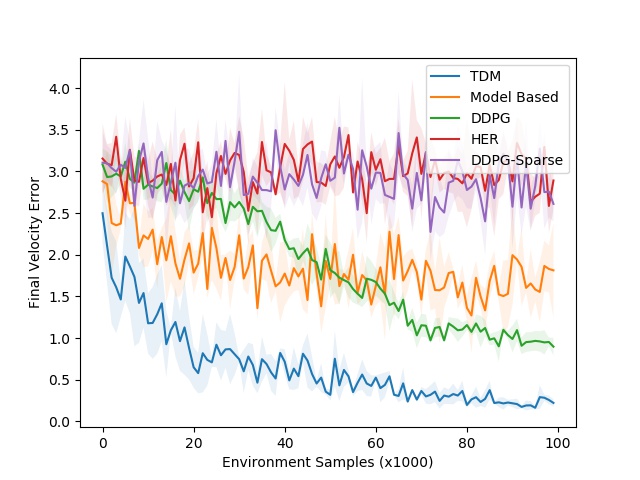 TDM
Model Based
DDPG
HER
DDPG-Sparse
4.0
3.5
3.0
2.5
2.0
1.5
1.0
0.5
0.0
Final Velocity Error
0 20 40 60 80 100
Environment Samples (x1000)